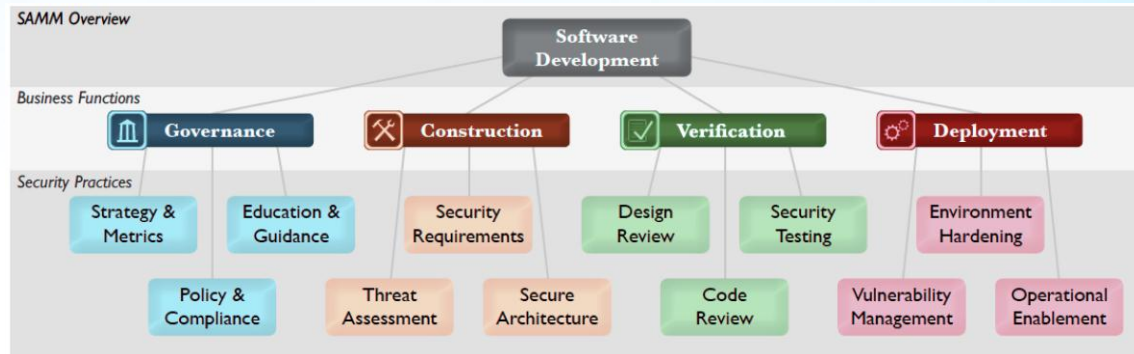 SAMM Overview
Software
Development
Business Functions
Governance
Construction
Verification
Deployment
Security Practices
Strategy &
Metrics
Education &
Guidance
Security
Requirements
Design
Review
Security
Testing
Environment
Hardening
Policy &
Compliance
Threat
Assessment
Secure
Architecture
Code
Review
Vulnerability
Management
Operational
Enablement